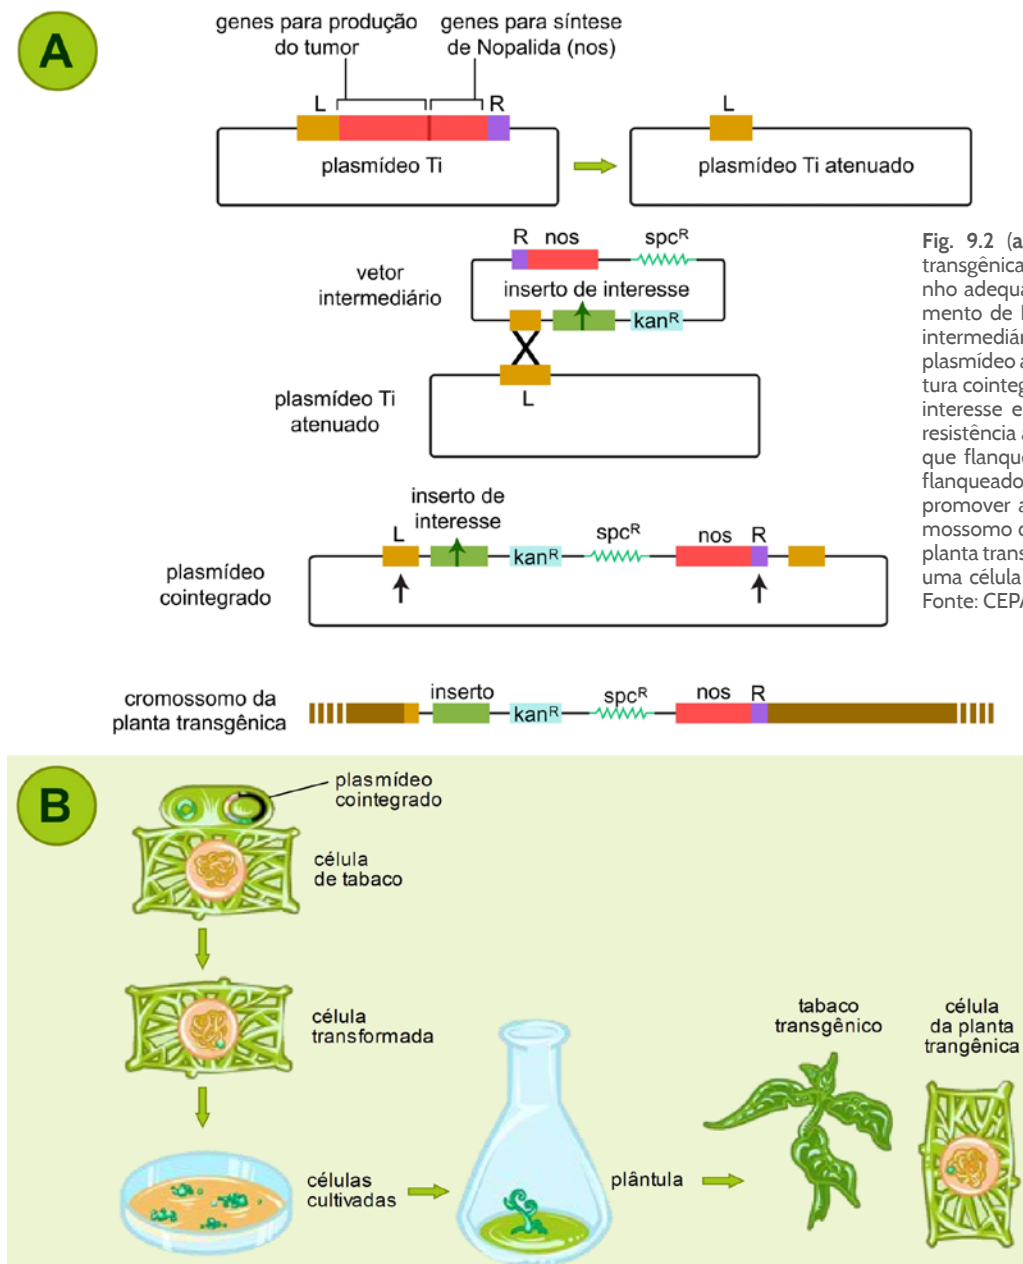 A
genes para produção
do tumor
genes para síntese
de Nopalida (nos)
L
R
plasmídeo Ti
L
plasmídeo Ti atenuado
R nos spcR
vetor
intermediário
inserto de interesse
kanR
plasmídeo Ti
atenuado
L
Fig. 9.2 (a
transgênica
nho adequa
mento de
intermediár
plasmídeo a
tura cointeg
interesse e
resistência
que flanque
flanqueado
promover a
mossomo
planta trans
uma célula
Fonte: CEPA
inserto de
interesse
L
kanR
spcR
nos R
plasmídeo
cointegrado
cromossomo da
planta transgênica
inserto
kanR
spcR
nos R
B
plasmídeo
cointegrado
célula
de tabaco
célula
transformada
células
cultivadas
plântula
tabaco
transgênico
célula
da planta
trangênica